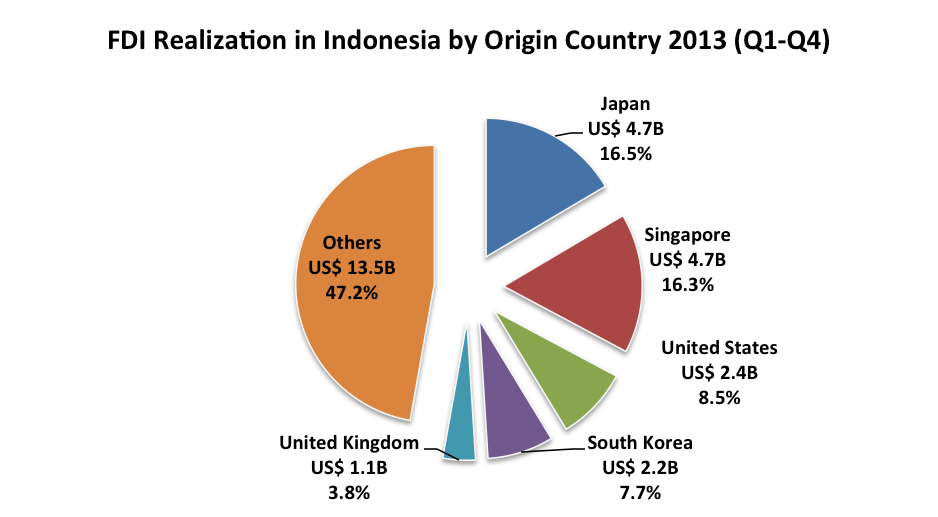 FDI Realization in Indonesia by Origin Country 2013 (Q1-Q4)
Japan
US$ 4.7B
16.5%
Singapore
US$ 4.7B
16.3%
United States
US$ 2.4B
8.5%
South Korea
US$ 2.2B
7.7%
United Kingdom
US$ 1.1B
3.8%
Others
US$ 13.5B
47.2%